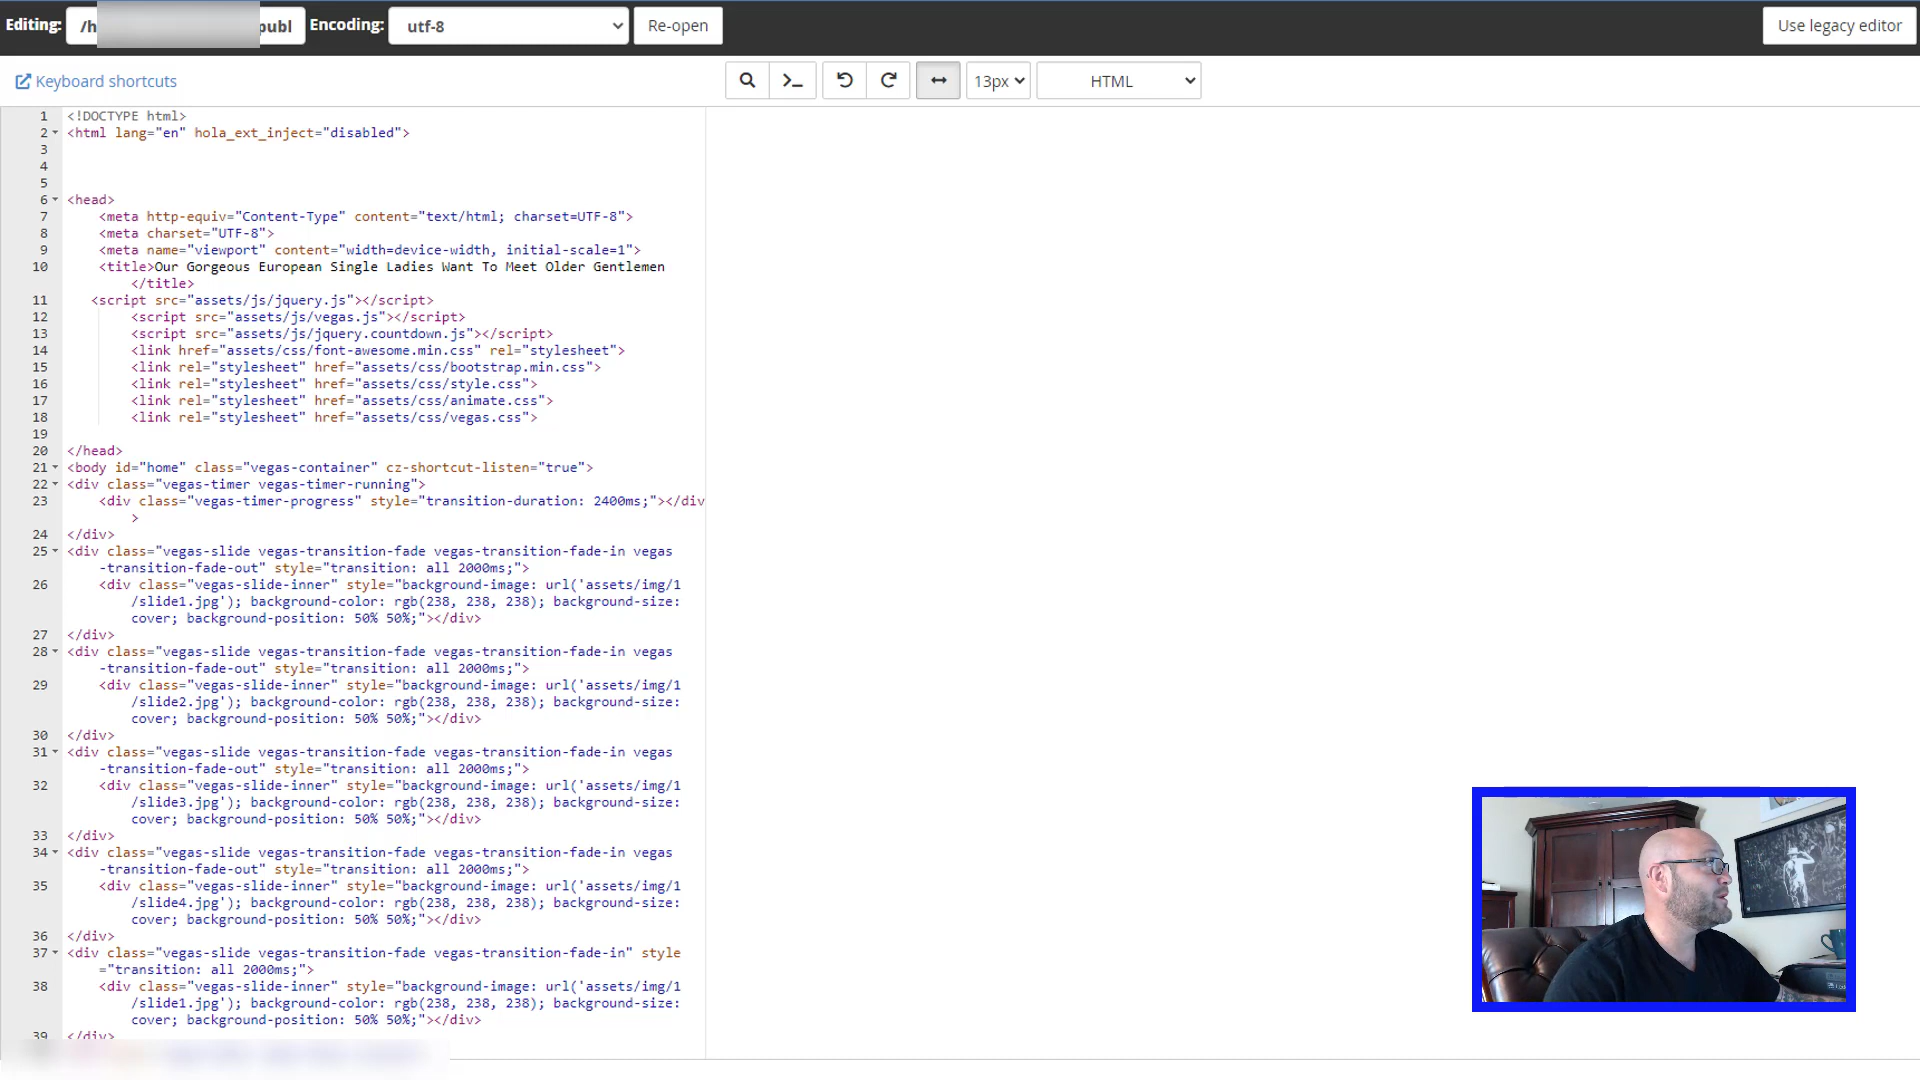 Editing: /h publ Encoding: utf-8 Re-open Use legacy editor
Keyboard shortcuts 13px HTML
1 <!DOCTYPE html>
2 <html lang="en" hola_ext_inject="disabled">
3
4
5
6 <head>
7 <meta http-equiv="Content-Type" content="text/html; charset=UTF-8">
8 <meta charset="UTF-8">
9 <meta name="viewport" content="width=device-width, initial-scale=1">
10 <title>Our Gorgeous European Single Ladies Want To Meet Older Gentlemen
</title>
11 <script src="assets/js/jquery.js"></script>
12 <script src="assets/js/vegas.js"></script>
13 <script src="assets/js/jquery.countdown.js"></script>
14 <link href="assets/css/font-awesome.min.css" rel="stylesheet">
15 <link rel="stylesheet" href="assets/css/bootstrap.min.css">
16 <link rel="stylesheet" href="assets/css/style.css">
17 <link rel="stylesheet" href="assets/css/animate.css">
18 <link rel="stylesheet" href="assets/css/vegas.css">
19
20 </head>
21 <body id="home" class="vegas-container" cz-shortcut-listen="true">
22 <div class="vegas-timer vegas-timer-running">
23 <div class="vegas-timer-progress" style="transition-duration: 2400ms;"></div
>
24 </div>
25 <div class="vegas-slide vegas-transition-fade vegas-transition-fade-in vegas
-transition-fade-out" style="transition: all 2000ms;">
26 <div class="vegas-slide-inner" style="background-image: url('assets/img/1
/slide1.jpg'); background-color: rgb(238, 238, 238); background-size:
cover; background-position: 50% 50%;"></div>
27 </div>
28 <div class="vegas-slide vegas-transition-fade vegas-transition-fade-in vegas
-transition-fade-out" style="transition: all 2000ms;">
29 <div class="vegas-slide-inner" style="background-image: url('assets/img/1
/slide2.jpg'); background-color: rgb(238, 238, 238); background-size:
cover; background-position: 50% 50%;"></div>
30 </div>
31 <div class="vegas-slide vegas-transition-fade vegas-transition-fade-in vegas
-transition-fade-out" style="transition: all 2000ms;">
32 <div class="vegas-slide-inner" style="background-image: url('assets/img/1
/slide3.jpg'); background-color: rgb(238, 238, 238); background-size:
cover; background-position: 50% 50%;"></div>
33 </div>
34 <div class="vegas-slide vegas-transition-fade vegas-transition-fade-in vegas
-transition-fade-out" style="transition: all 2000ms;">
35 <div class="vegas-slide-inner" style="background-image: url('assets/img/1
/slide4.jpg'); background-color: rgb(238, 238, 238); background-size:
cover; background-position: 50% 50%;"></div>
36 </div>
37 <div class="vegas-slide vegas-transition-fade vegas-transition-fade-in" style
="transition: all 2000ms;">
38 <div class="vegas-slide-inner" style="background-image: url('assets/img/1
/slide1.jpg'); background-color: rgb(238, 238, 238); background-size:
cover; background-position: 50% 50%;"></div>
39 </div>